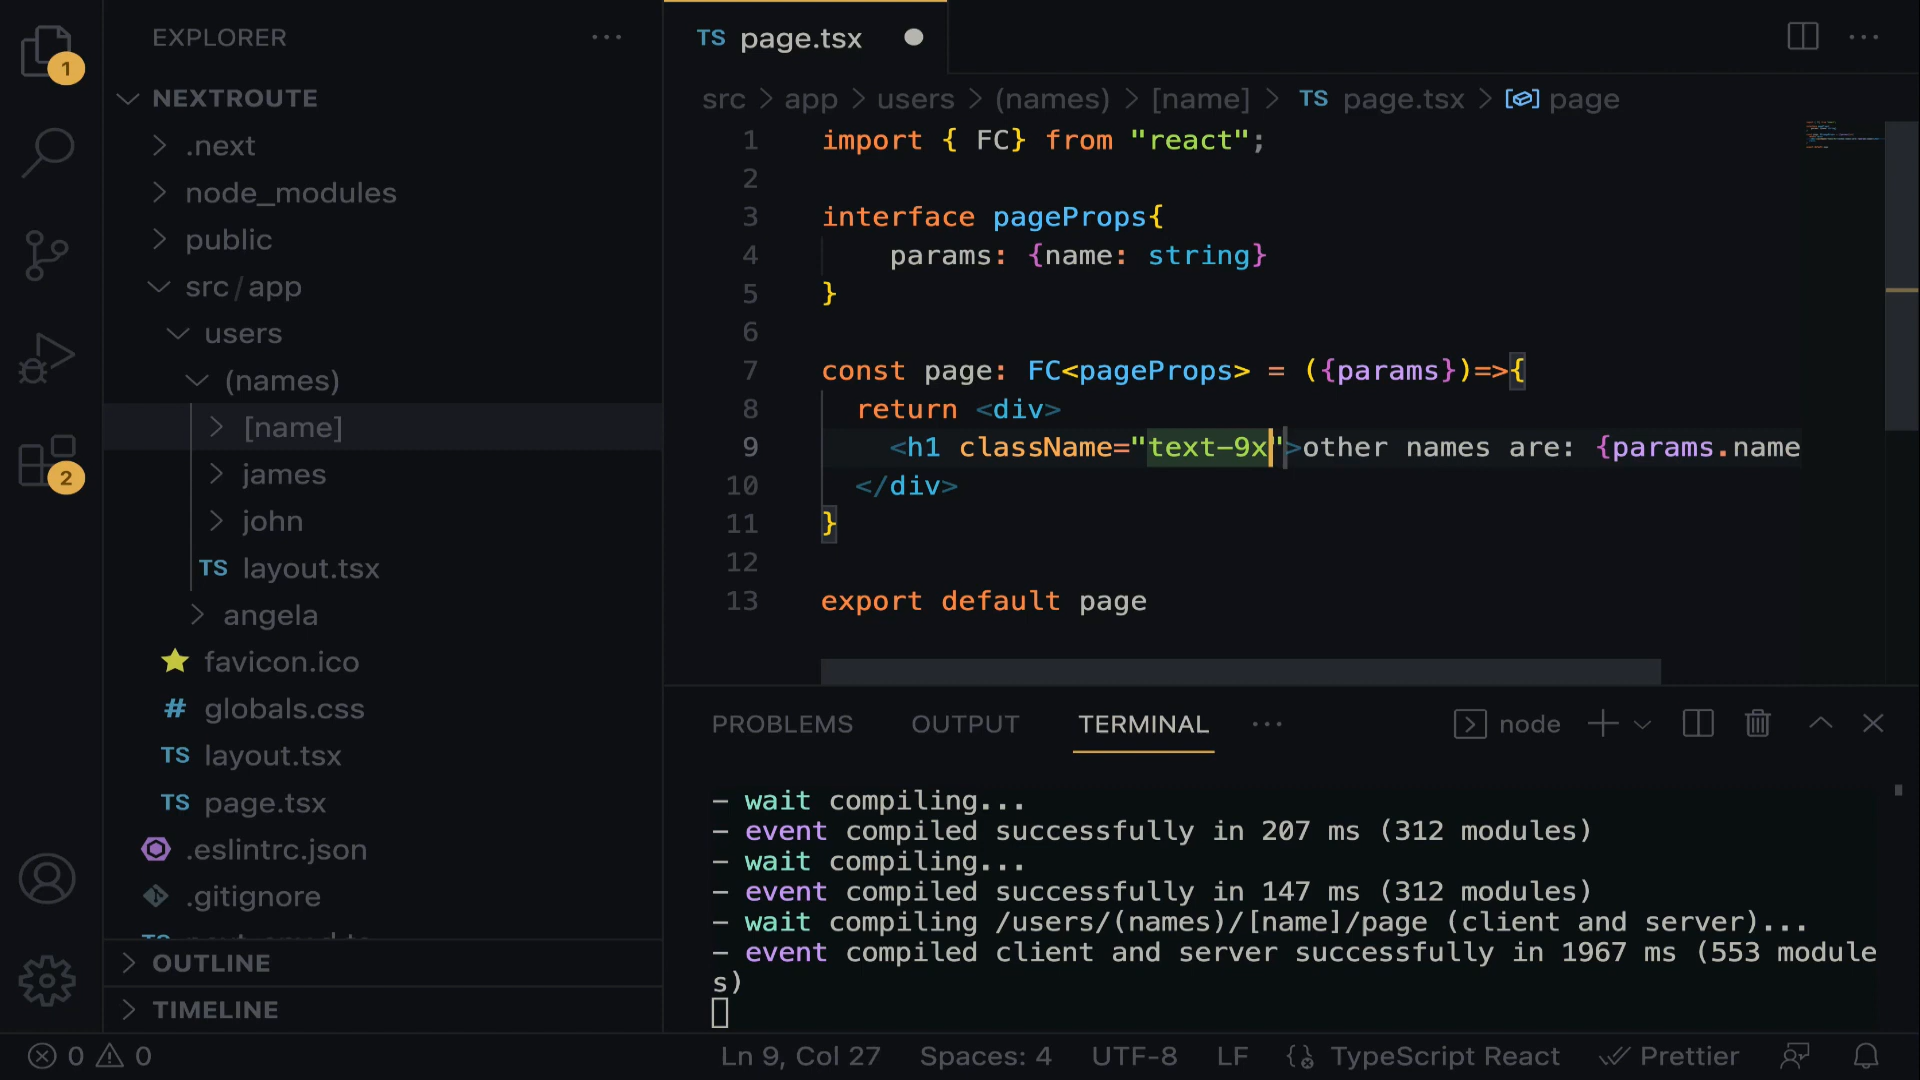 EXPLORER
1
2
NEXTROUTE
.next
node_modules
public
src/app
users
(names)
[name]
james
john
TS layout.tsx
angela
favicon.ico
# globals.css
TS layout.tsx
TS page.tsx
.eslintrc.json
.gitignore
OUTLINE
TIMELINE
TS page.tsx
src > app > users > (names) > [name] > TS page.tsx > page
1 import { FC} from "react";
2
3 interface pageProps{
4 params: {name: string}
5 }
6
7 const page: FC<pageProps> = ({params})=>{
8 return <div>
9 <h1 className="text-9x">other names are: {params.name
10 </div>
11 }
12
13 export default page
PROBLEMS OUTPUT TERMINAL
node
- wait compiling...
- event compiled successfully in 207 ms (312 modules)
- wait compiling...
- event compiled successfully in 147 ms (312 modules)
- wait compiling /users/(names)/[name]/page (client and server)...
- event compiled client and server successfully in 1967 ms (553 module
s)
0 0
Ln 9, Col 27 Spaces: 4 UTF-8 LF TypeScript React Prettier